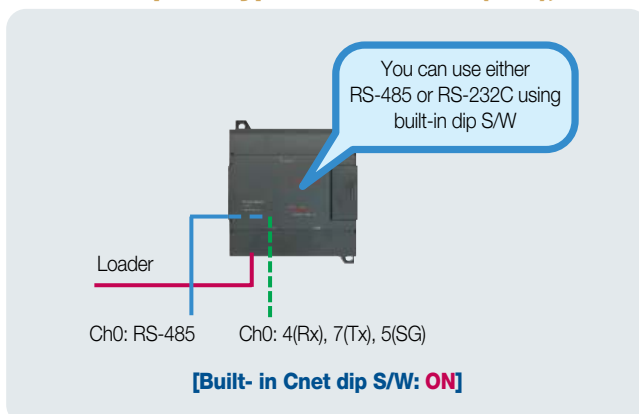 You can use either
RS-485 or RS-232C using
built-in dip S/W
Loader
Ch0: RS-485
Ch0: 4(Rx), 7(Tx), 5(SG)
[Built- in Cnet dip S/W: ON]